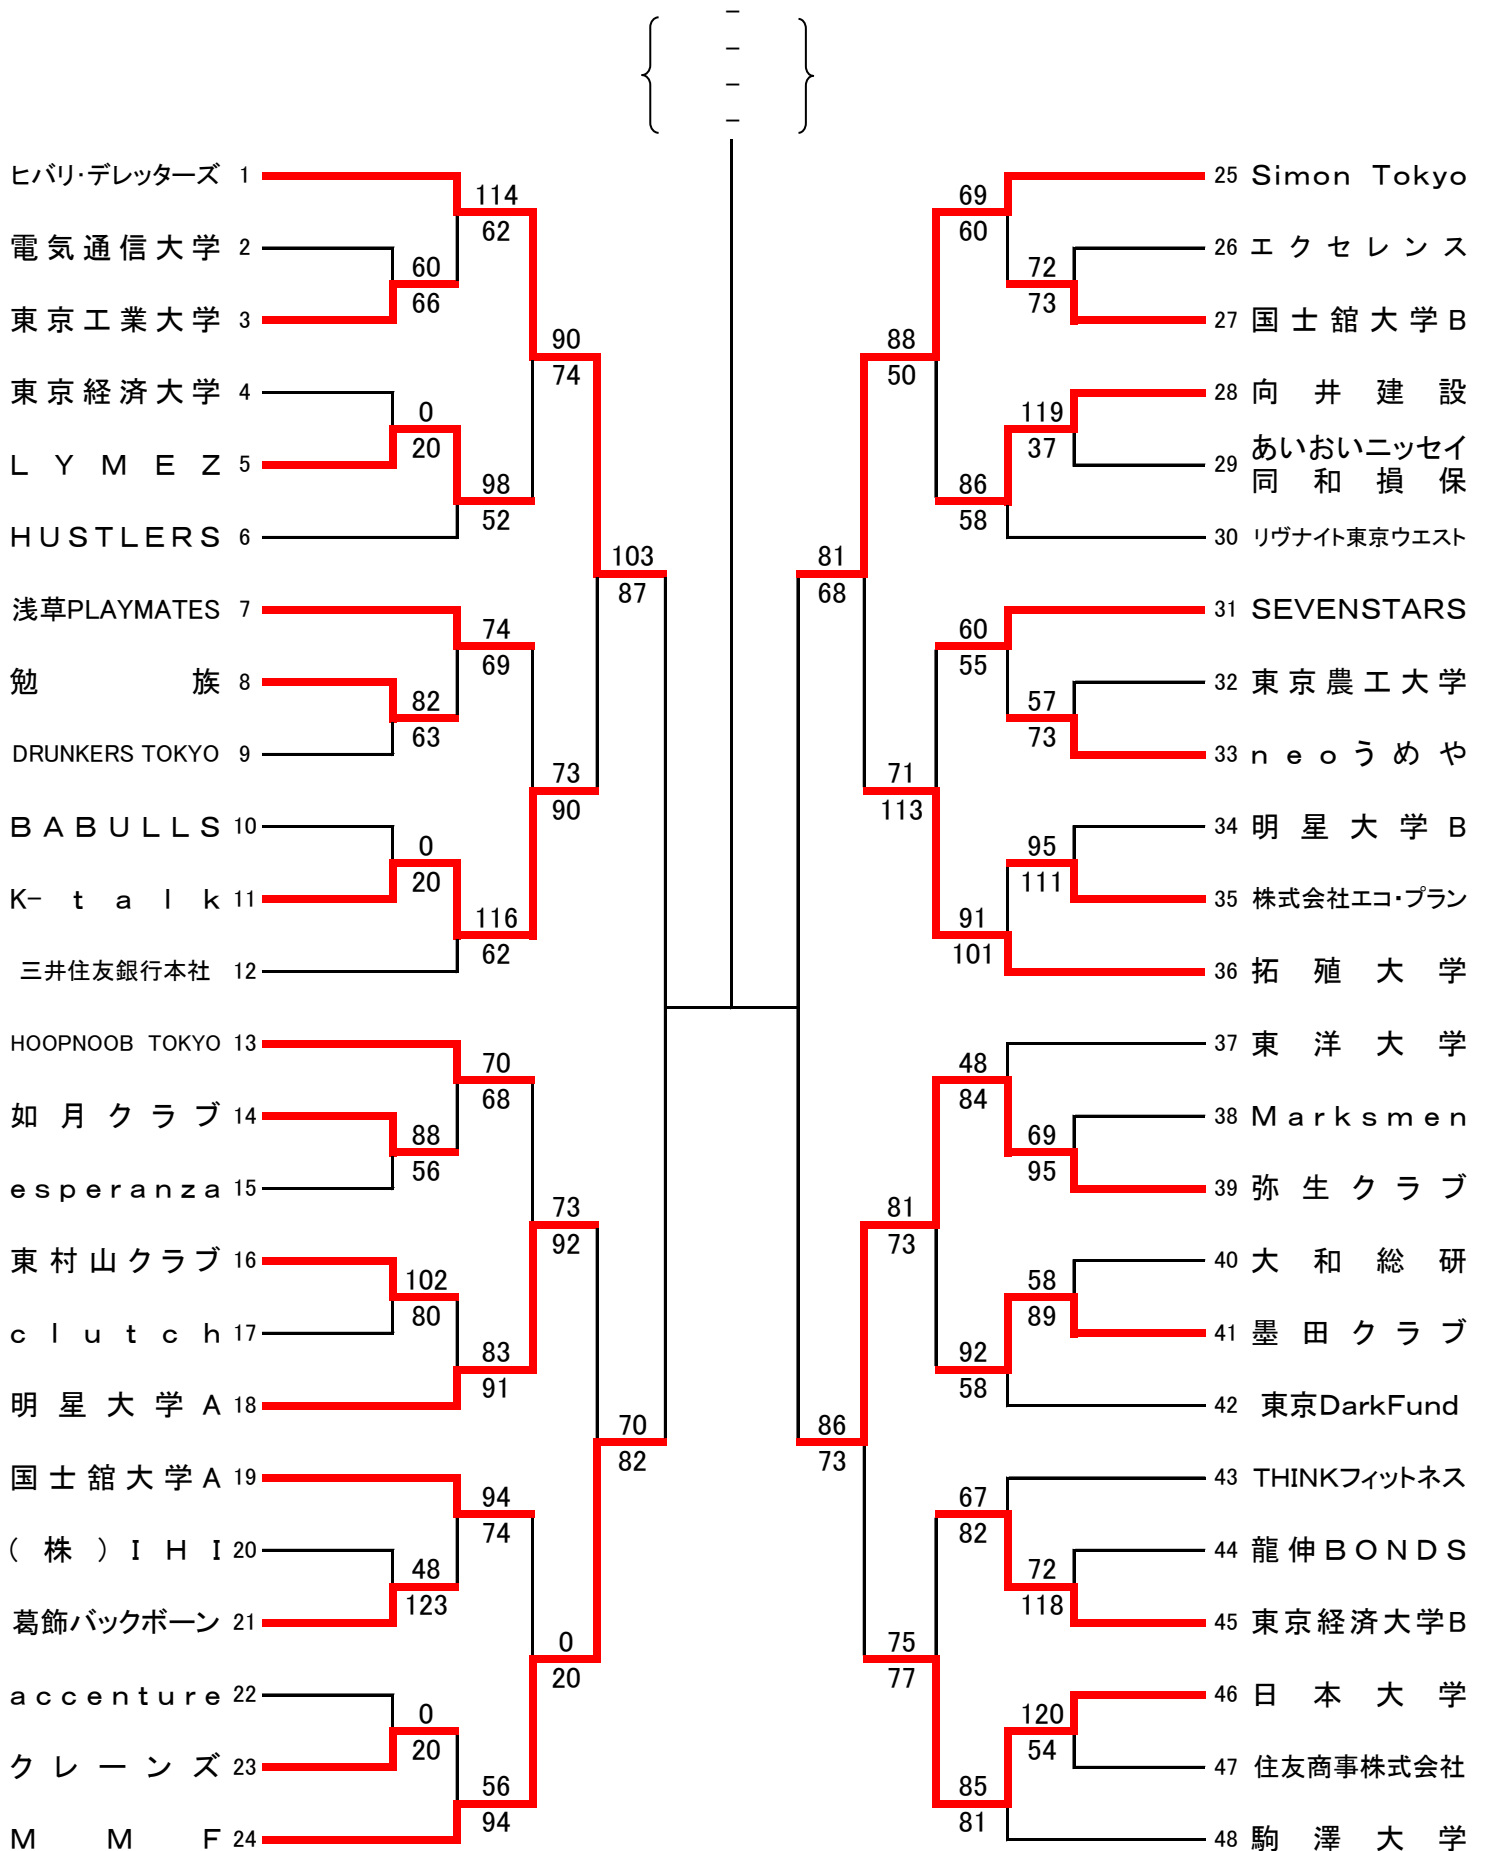 -
-
-
-
ヒバリ・デレッターズ 1
114
62
電気通信大学 2
60
66
東京工業大学 3
90
74
東京経済大学 4
0
20
LYMEZ 5
98
52
HUSTLERS 6
103
87
浅草PLAYMATES 7
74
69
勉族 8
82
63
DRUNKERS TOKYO 9
73
90
BABULLS 10
0
20
K-talk 11
116
62
三井住友銀行本社 12
HOOPNOOB TOKYO 13
70
68
如月クラブ 14
88
56
esperanza 15
73
92
東村山クラブ 16
102
80
clutch 17
83
91
明星大学A 18
70
82
国士舘大学A 19
94
74
(株)IHI 20
48
123
葛飾バックボーン 21
0
20
accenture 22
0
20
クレーンズ 23
56
94
MMF 24
25 Simon Tokyo
69
60
26 エクセレンス
72
73
27 国士舘大学B
88
50
28 向井建設
119
37
29 あいおいニッセイ
同和損保
86
58
30 リヴナイト東京ウエスト
81
68
31 SEVENSTARS
60
55
32 東京農工大学
57
73
33 neoうめや
71
113
34 明星大学B
95
111
35 株式会社エコ・プラン
91
101
36 拓殖大学
37 東洋大学
48
84
38 Marksmen
69
95
39 弥生クラブ
81
73
40 大和総研
58
89
41 墨田クラブ
92
58
42 東京DarkFund
86
73
43 THINKフィットネス
67
82
44 龍伸BONDS
72
118
45 東京経済大学B
75
77
46 日本大学
120
54
47 住友商事株式会社
85
81
48 駒澤大学